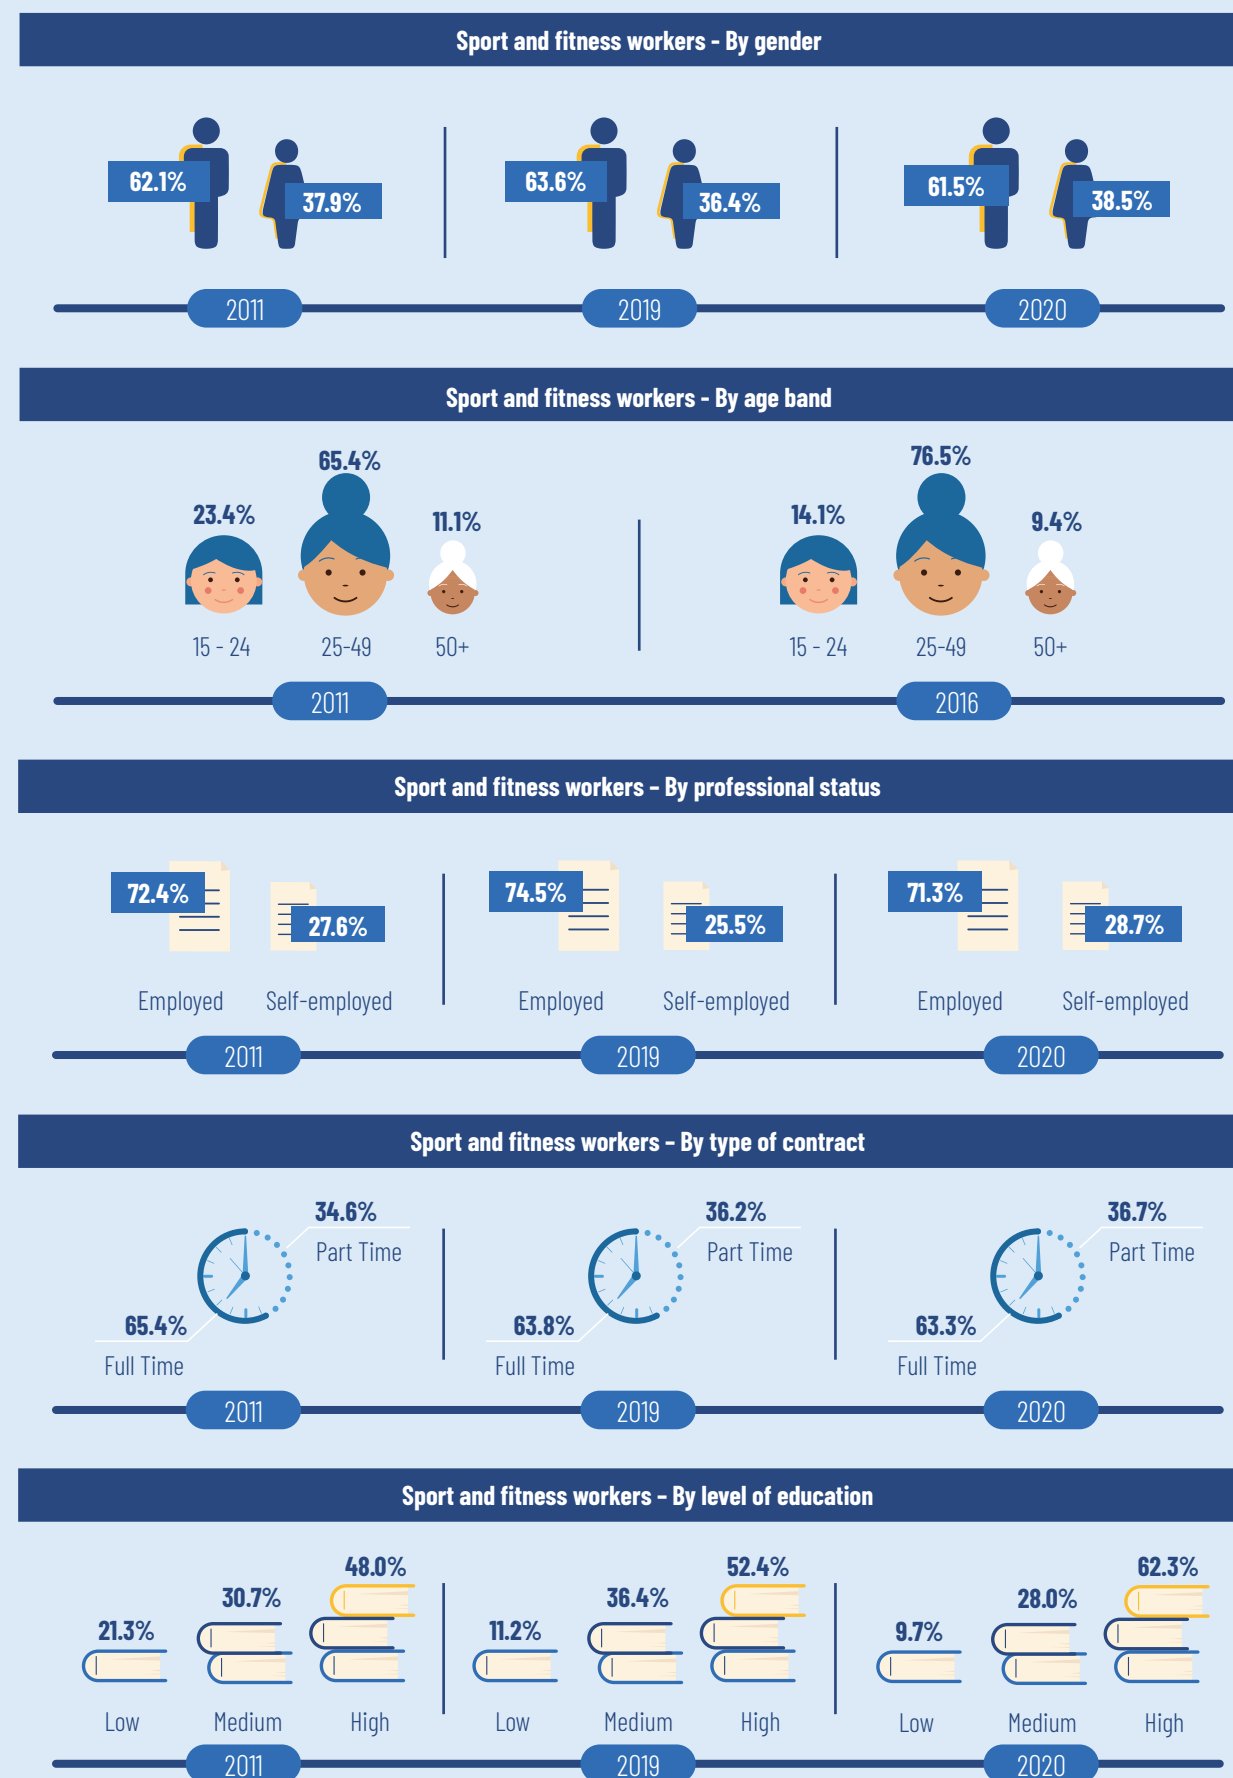 Sport and fitness workers - By gender
62.1%
37.9%
63.6%
36.4%
61.5%
38.5%
2011
2019
2020
Sport and fitness workers - By age band
23.4%
65.4%
11.1%
14.1%
76.5%
9.4%
15 - 24
25-49
50+
15 - 24
25-49
50+
2011
2016
Sport and fitness workers – By professional status
72.4%
27.6%
74.5%
25.5%
71.3%
28.7%
Employed
Self-employed
Employed
Self-employed
Employed
Self-employed
2011
2019
2020
Sport and fitness workers – By type of contract
34.6%
Part Time
65.4%
Full Time
36.2%
Part Time
63.8%
Full Time
36.7%
Part Time
63.3%
Full Time
2011
2019
2020
Sport and fitness workers – By level of education
21.3%
30.7%
48.0%
11.2%
36.4%
52.4%
9.7%
28.0%
62.3%
Low
Medium
High
Low
Medium
High
Low
Medium
High
2011
2019
2020